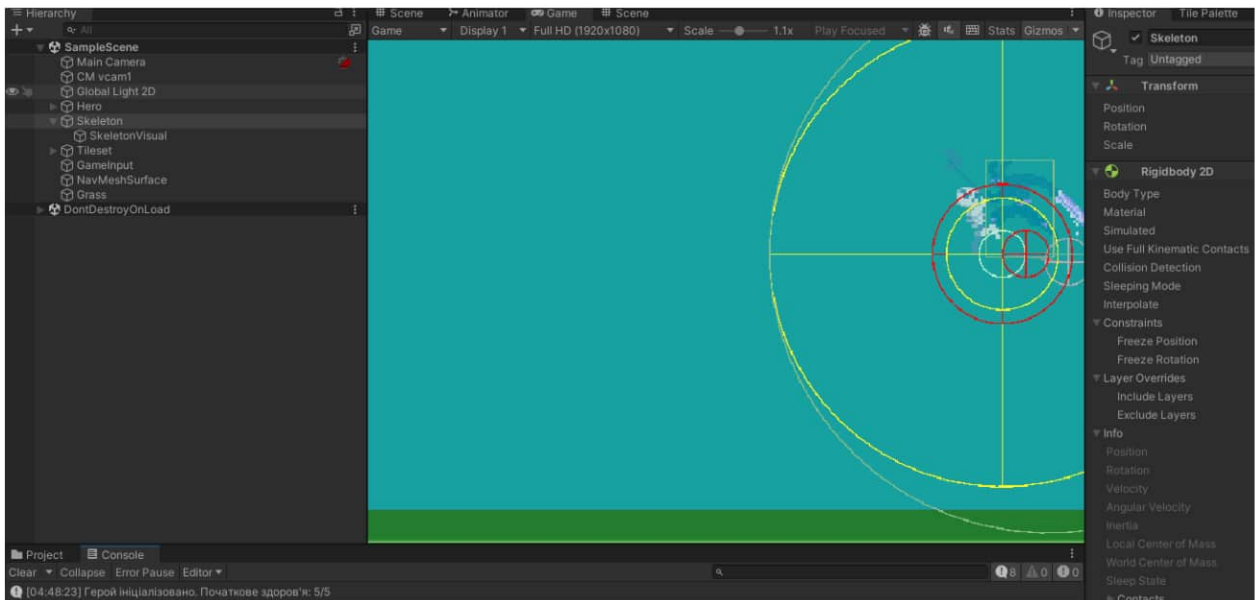 Hierarchy
All
SampleScene
Main Camera
CM vcam1
Global Light 2D
Hero
Skeleton
SkeletonVisual
Tileset
GameInput
NavMeshSurface
Grass
DontDestroyOnLoad
Scene Animator Game Scene
Game Display 1 Full HD (1920x1080) Scale 1.1x Play Focused Stats Gizmos
Inspector Tile Palette
Skeleton
Tag Untagged
Transform
Position
Rotation
Scale
Rigidbody 2D
Body Type
Material
Simulated
Use Full Kinematic Contacts
Collision Detection
Sleeping Mode
Interpolate
Constraints
Freeze Position
Freeze Rotation
Layer Overrides
Include Layers
Exclude Layers
Info
Position
Rotation
Velocity
Angular Velocity
Inertia
Local Center of Mass
World Center of Mass
Sleep State
Contacts
Project Console
Clear Collapse Error Pause Editor 8 0 0
[04:48:23] Герой ініціалізовано. Початкове здоров'я: 5/5